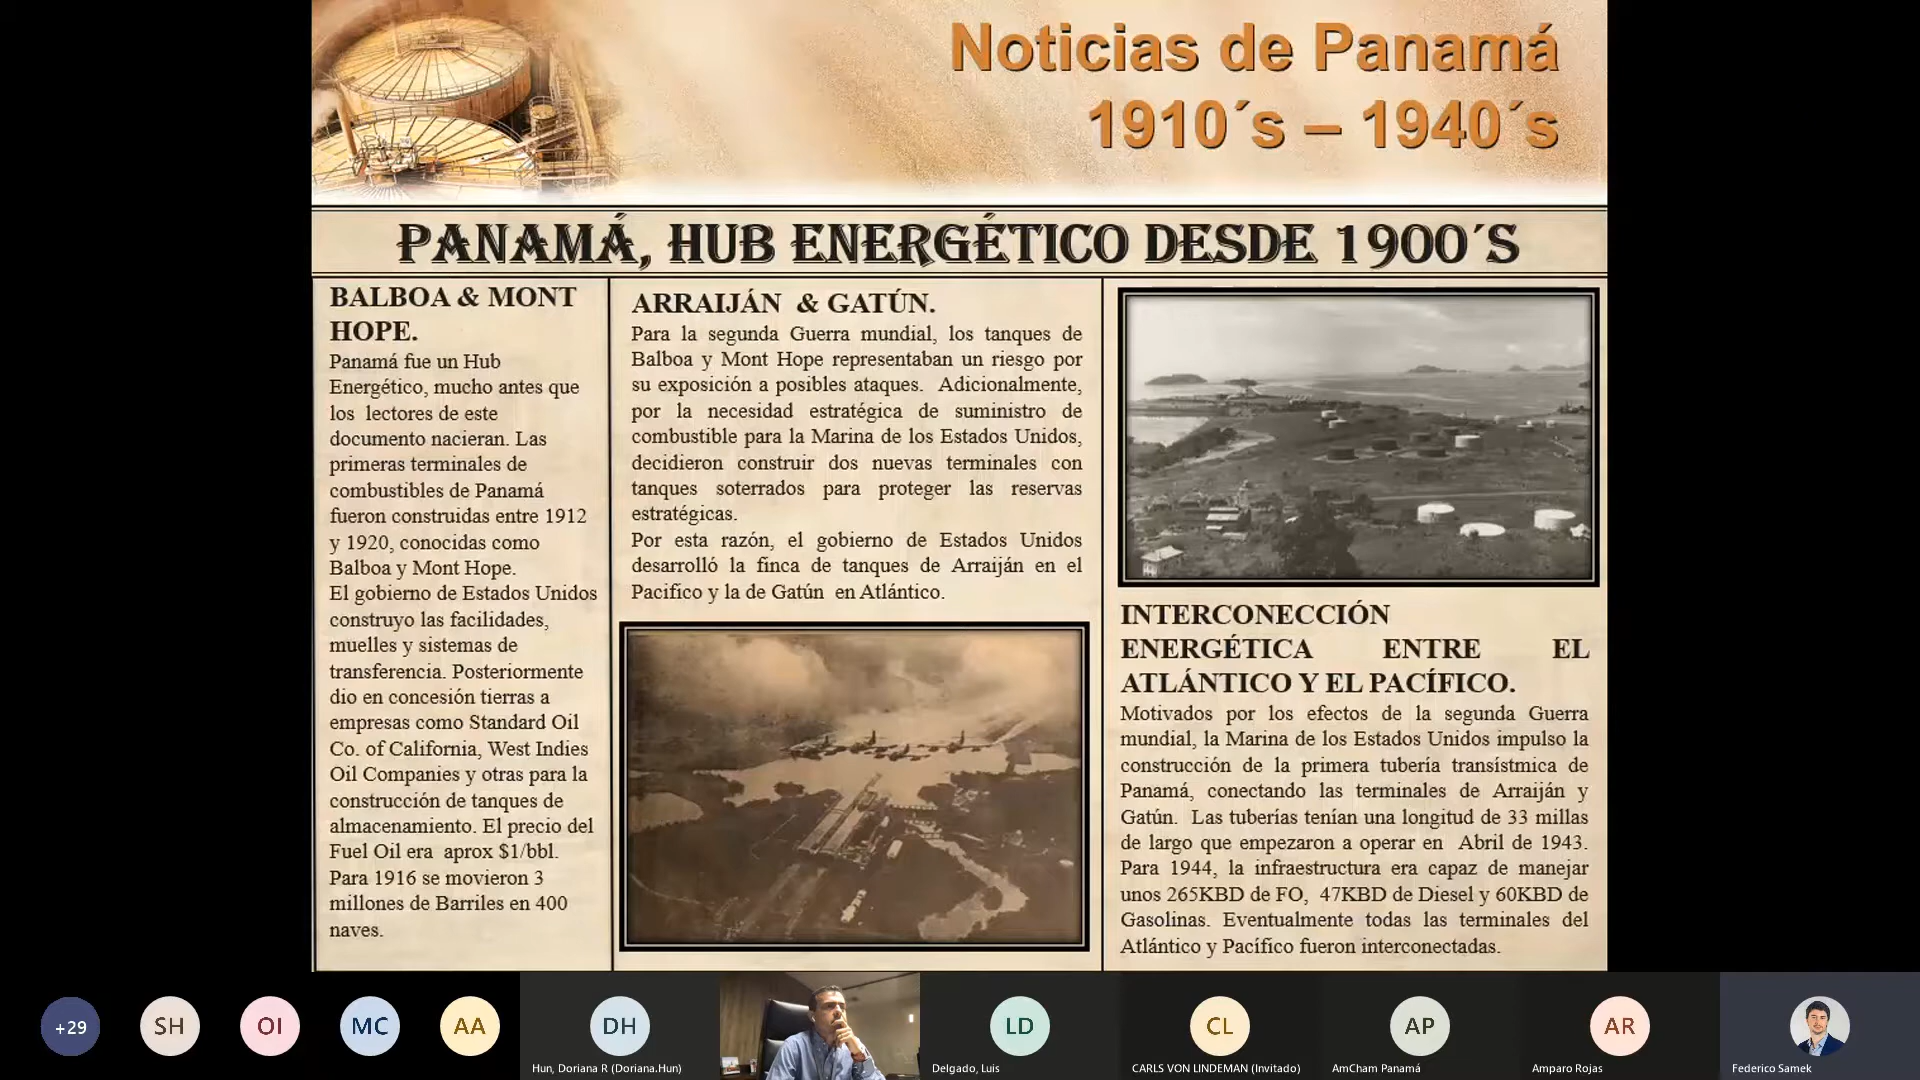 Noticias de Panamá
1910´s – 1940´s
PANAMÁ, HUB ENERGÉTICO DESDE 1900´S
BALBOA & MONT
HOPE.
Panamá fue un Hub
Energético, mucho antes que
los lectores de este
documento nacieran. Las
primeras terminales de
combustibles de Panamá
fueron construidas entre 1912
y 1920, conocidas como
Balboa y Mont Hope.
El gobierno de Estados Unidos
construyo las facilidades,
muelles y sistemas de
transferencia. Posteriormente
dio en concesión tierras a
empresas como Standard Oil
Co. of California, West Indies
Oil Companies y otras para la
construcción de tanques de
almacenamiento. El precio del
Fuel Oil era aprox $1/bbl.
Para 1916 se movieron 3
millones de Barriles en 400
naves.
ARRAIJÁN & GATÚN.
Para la segunda Guerra mundial, los tanques de
Balboa y Mont Hope representaban un riesgo por
su exposición a posibles ataques. Adicionalmente,
por la necesidad estratégica de suministro de
combustible para la Marina de los Estados Unidos,
decidieron construir dos nuevas terminales con
tanques soterrados para proteger las reservas
estratégicas.
Por esta razón, el gobierno de Estados Unidos
desarrolló la finca de tanques de Arraiján en el
Pacifico y la de Gatún en Atlántico.
INTERCONECCIÓN
ENERGÉTICA ENTRE EL
ATLÁNTICO Y EL PACÍFICO.
Motivados por los efectos de la segunda Guerra
mundial, la Marina de los Estados Unidos impulso la
construcción de la primera tubería transístmica de
Panamá, conectando las terminales de Arraiján y
Gatún. Las tuberías tenían una longitud de 33 millas
de largo que empezaron a operar en Abril de 1943.
Para 1944, la infraestructura era capaz de manejar
unos 265KBD de FO, 47KBD de Diesel y 60KBD de
Gasolinas. Eventualmente todas las terminales del
Atlántico y Pacífico fueron interconectadas.
+29
SH
OI
MC
AA
DH
LD
CL
AP
AR
Hun, Doriana R (Doriana.Hun)
Delgado, Luis
CARLS VON LINDEMAN (Invitado)
AmCham Panamá
Amparo Rojas
Federico Samek